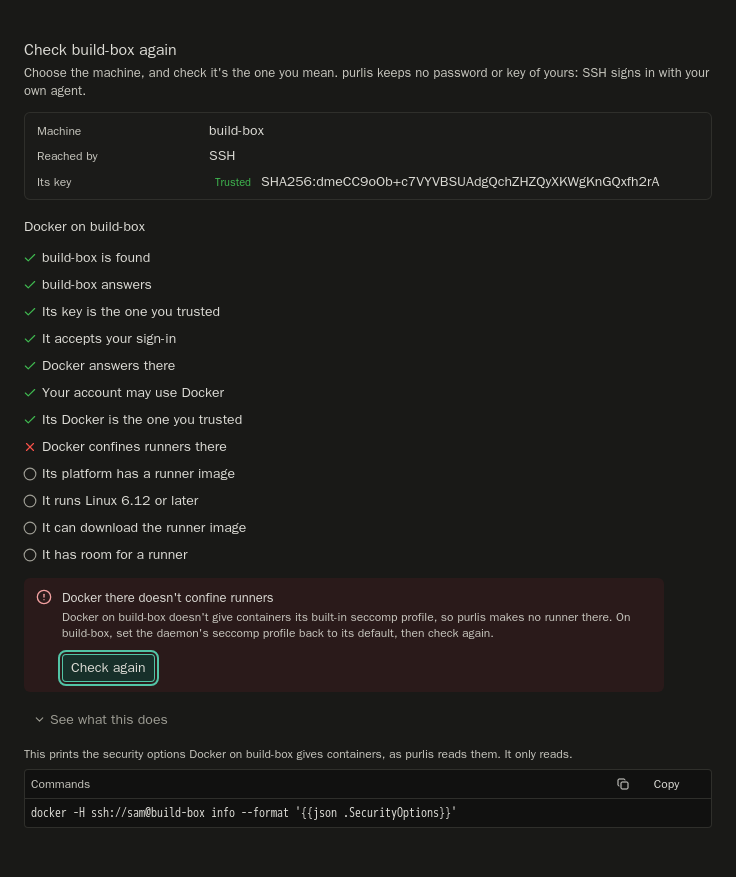 Check build-box again
Choose the machine, and check it's the one you mean. purlis keeps no password or key of yours: SSH signs in with your
own agent.
Machine build-box
Reached by SSH
Its key Trusted SHA256:dmeCC9oOb+c7VYVBSUAdgQchZHZQyXKWgKnGQxfh2rA
Docker on build-box
build-box is found
build-box answers
Its key is the one you trusted
It accepts your sign-in
Docker answers there
Your account may use Docker
Its Docker is the one you trusted
Docker confines runners there
Its platform has a runner image
It runs Linux 6.12 or later
It can download the runner image
It has room for a runner
Docker there doesn't confine runners
Docker on build-box doesn't give containers its built-in seccomp profile, so purlis makes no runner there. On
build-box, set the daemon's seccomp profile back to its default, then check again.
Check again
See what this does
This prints the security options Docker on build-box gives containers, as purlis reads them. It only reads.
Commands Copy
docker -H ssh://sam@build-box info --format '{{json .SecurityOptions}}'